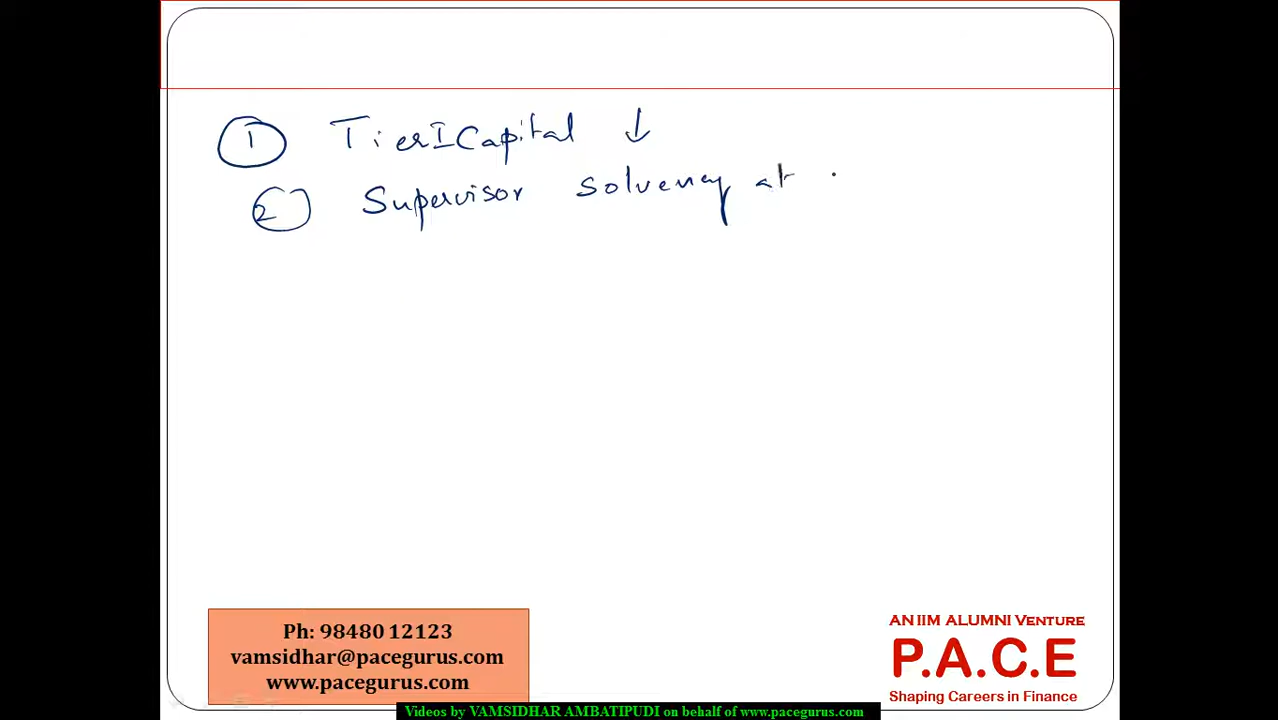 1 Tier I Capital ↓
2 Supervisor solvency at
Ph: 98480 12123
vamsidhar@pacegurus.com
www.pacegurus.com
AN IIM ALUMNI VENTURE
P.A.C.E
Shaping Careers in Finance
Videos by VAMSIDHAR AMBATIPUDI on behalf of www.pacegurus.com